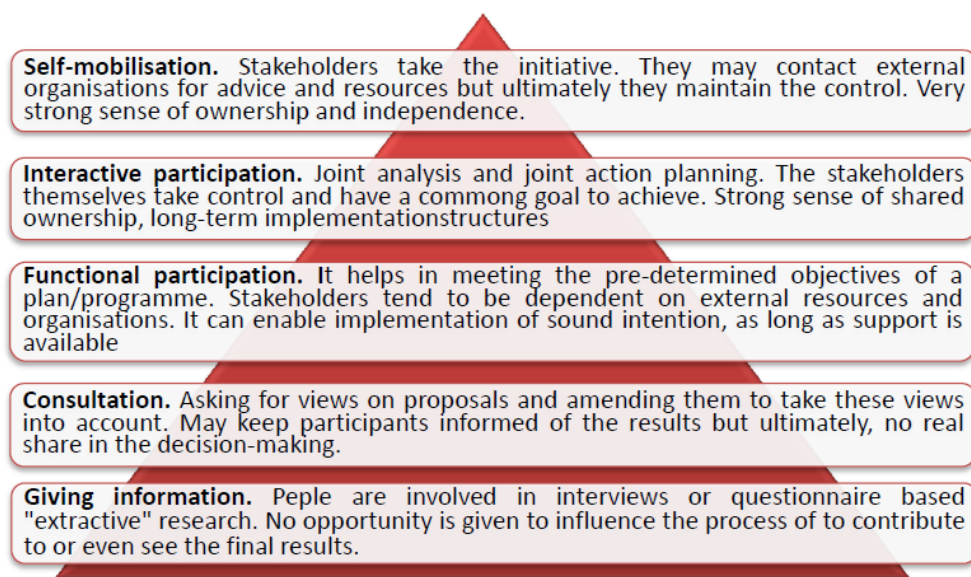 Self-mobilisation. Stakeholders take the initiative. They may contact external
organisations for advice and resources but ultimately they maintain the control. Very
strong sense of ownership and independence.
Interactive participation. Joint analysis and joint action planning. The stakeholders
themselves take control and have a commong goal to achieve. Strong sense of shared
ownership, long-term implementationstructures
Functional participation. It helps in meeting the pre-determined objectives of a
plan/programme. Stakeholders tend to be dependent on external resources and
organisations. It can enable implementation of sound intention, as long as support is
available
Consultation. Asking for views on proposals and amending them to take these views
into account. May keep participants informed of the results but ultimately, no real
share in the decision-making.
Giving information. Peple are involved in interviews or questionnaire based
"extractive" research. No opportunity is given to influence the process of to contribute
to or even see the final results.